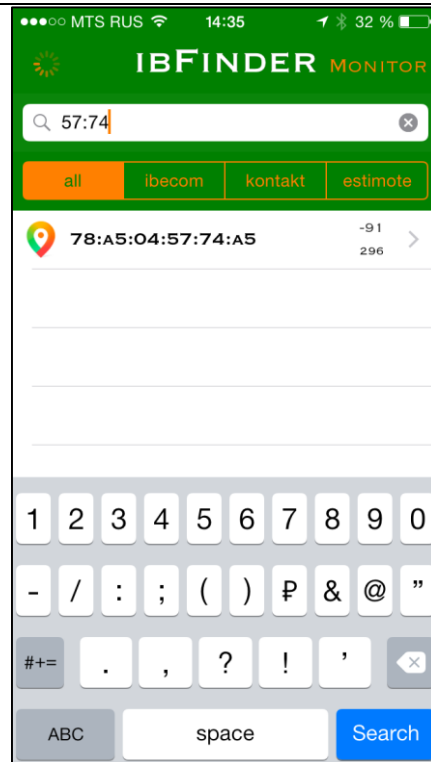 MTS RUS 14:35 32 %
IBFINDER MONITOR
57:74
all ibecom kontakt estimote
78:A5:04:57:74:A5 -91
296
1 2 3 4 5 6 7 8 9 0
- / : ; ( ) ₽ & @ ”
#+= . , ? ! ’
ABC space Search